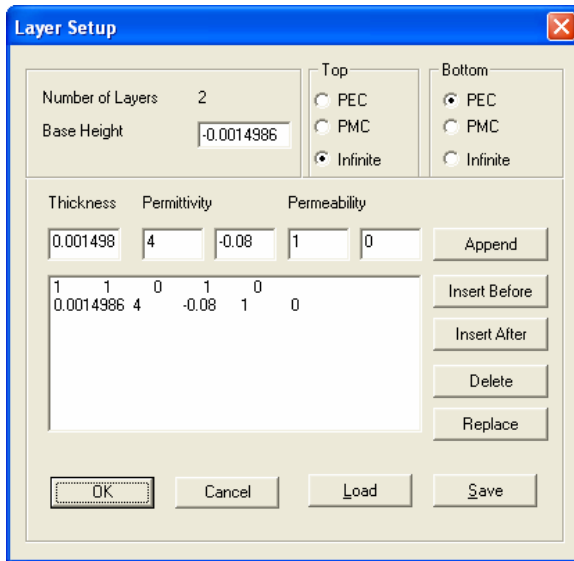 Layer Setup
Top Bottom
Number of Layers 2 PEC PEC
Base Height -0.0014986 PMC PMC
Infinite Infinite
Thickness Permittivity Permeability
0.001498 4 -0.08 1 0 Append
1 1 0 1 0 Insert Before
0.0014986 4 -0.08 1 0
Insert After
Delete
Replace
OK Cancel Load Save